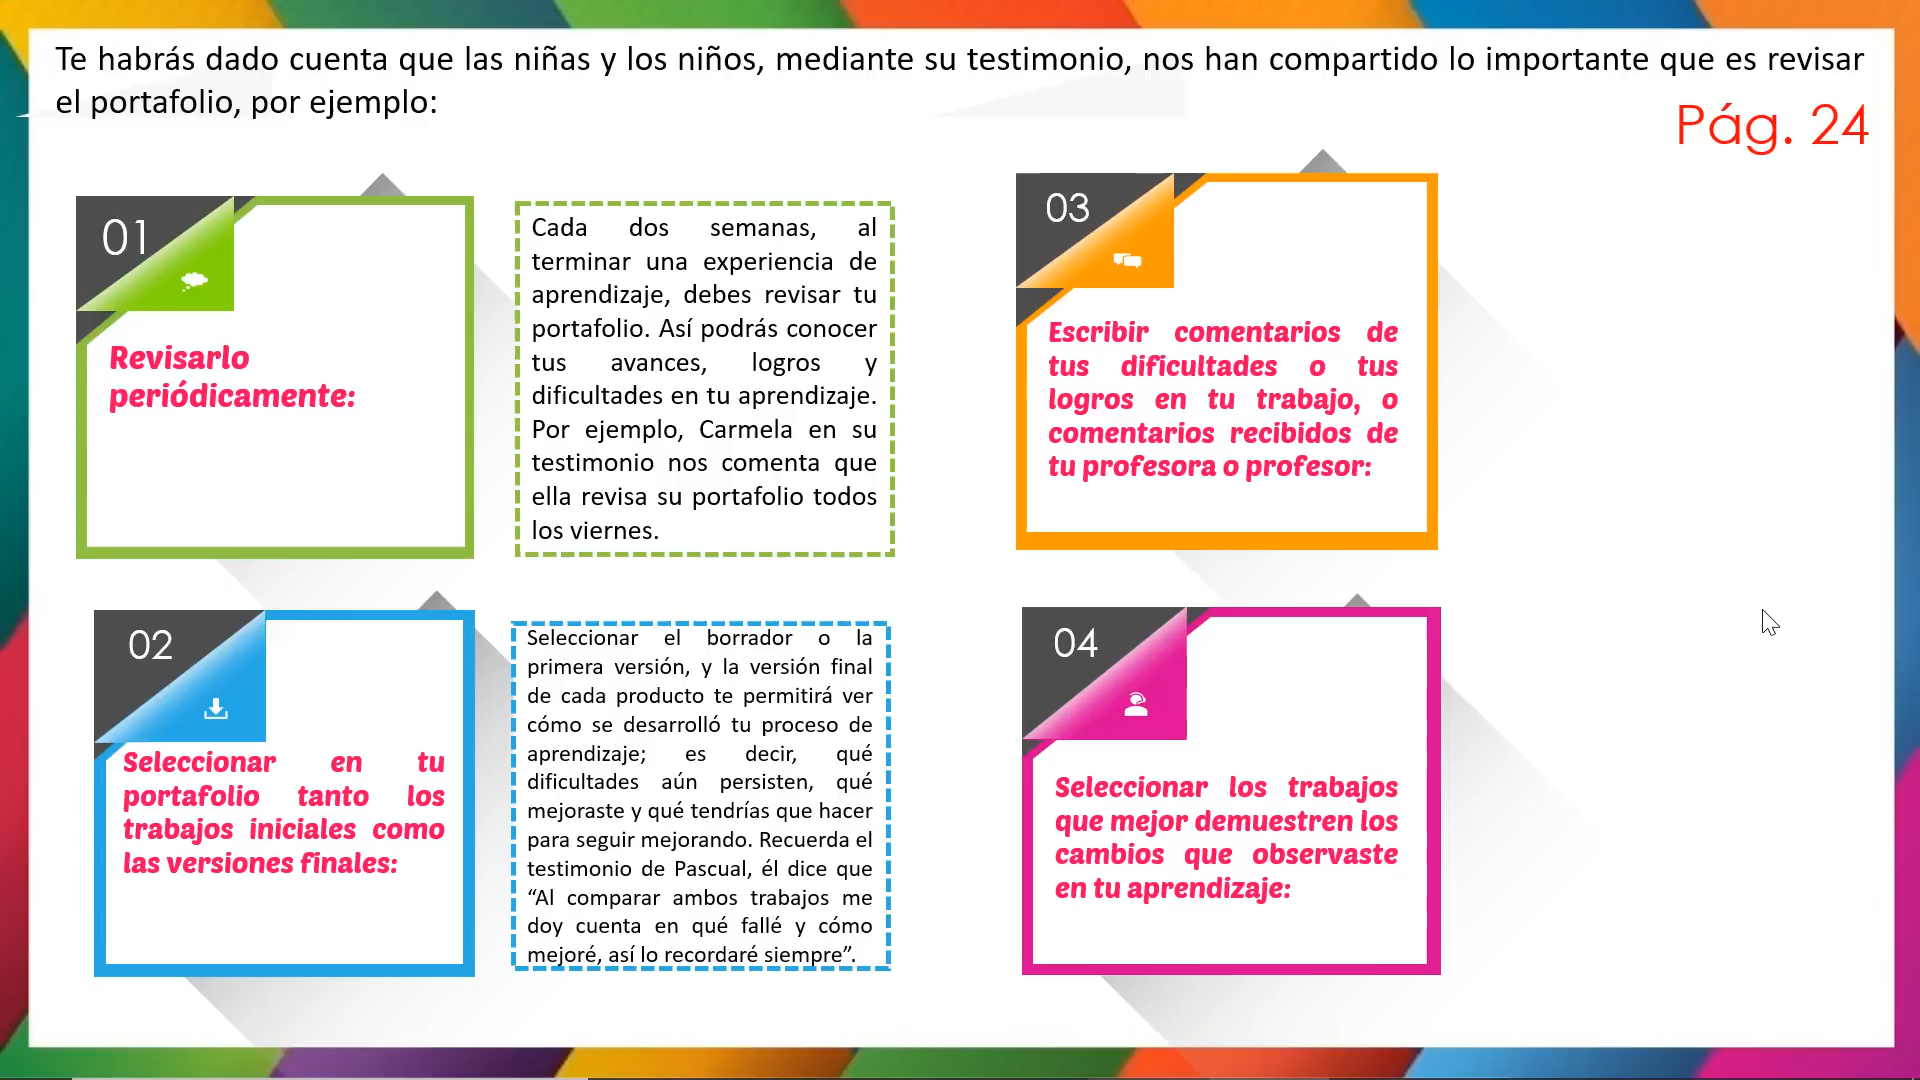 Te habrás dado cuenta que las niñas y los niños, mediante su testimonio, nos han compartido lo importante que es revisar
el portafolio, por ejemplo:
Pág. 24
01
Revisarlo
periódicamente:
Cada dos semanas, al
terminar una experiencia de
aprendizaje, debes revisar tu
portafolio. Así podrás conocer
tus avances, logros y
dificultades en tu aprendizaje.
Por ejemplo, Carmela en su
testimonio nos comenta que
ella revisa su portafolio todos
los viernes.
02
Seleccionar en tu
portafolio tanto los
trabajos iniciales como
las versiones finales:
Seleccionar el borrador o la
primera versión, y la versión final
de cada producto te permitirá ver
cómo se desarrolló tu proceso de
aprendizaje; es decir, qué
dificultades aún persisten, qué
mejoraste y qué tendrías que hacer
para seguir mejorando. Recuerda el
testimonio de Pascual, él dice que
“Al comparar ambos trabajos me
doy cuenta en qué fallé y cómo
mejoré, así lo recordaré siempre”.
03
Escribir comentarios de
tus dificultades o tus
logros en tu trabajo, o
comentarios recibidos de
tu profesora o profesor:
04
Seleccionar los trabajos
que mejor demuestren los
cambios que observaste
en tu aprendizaje: